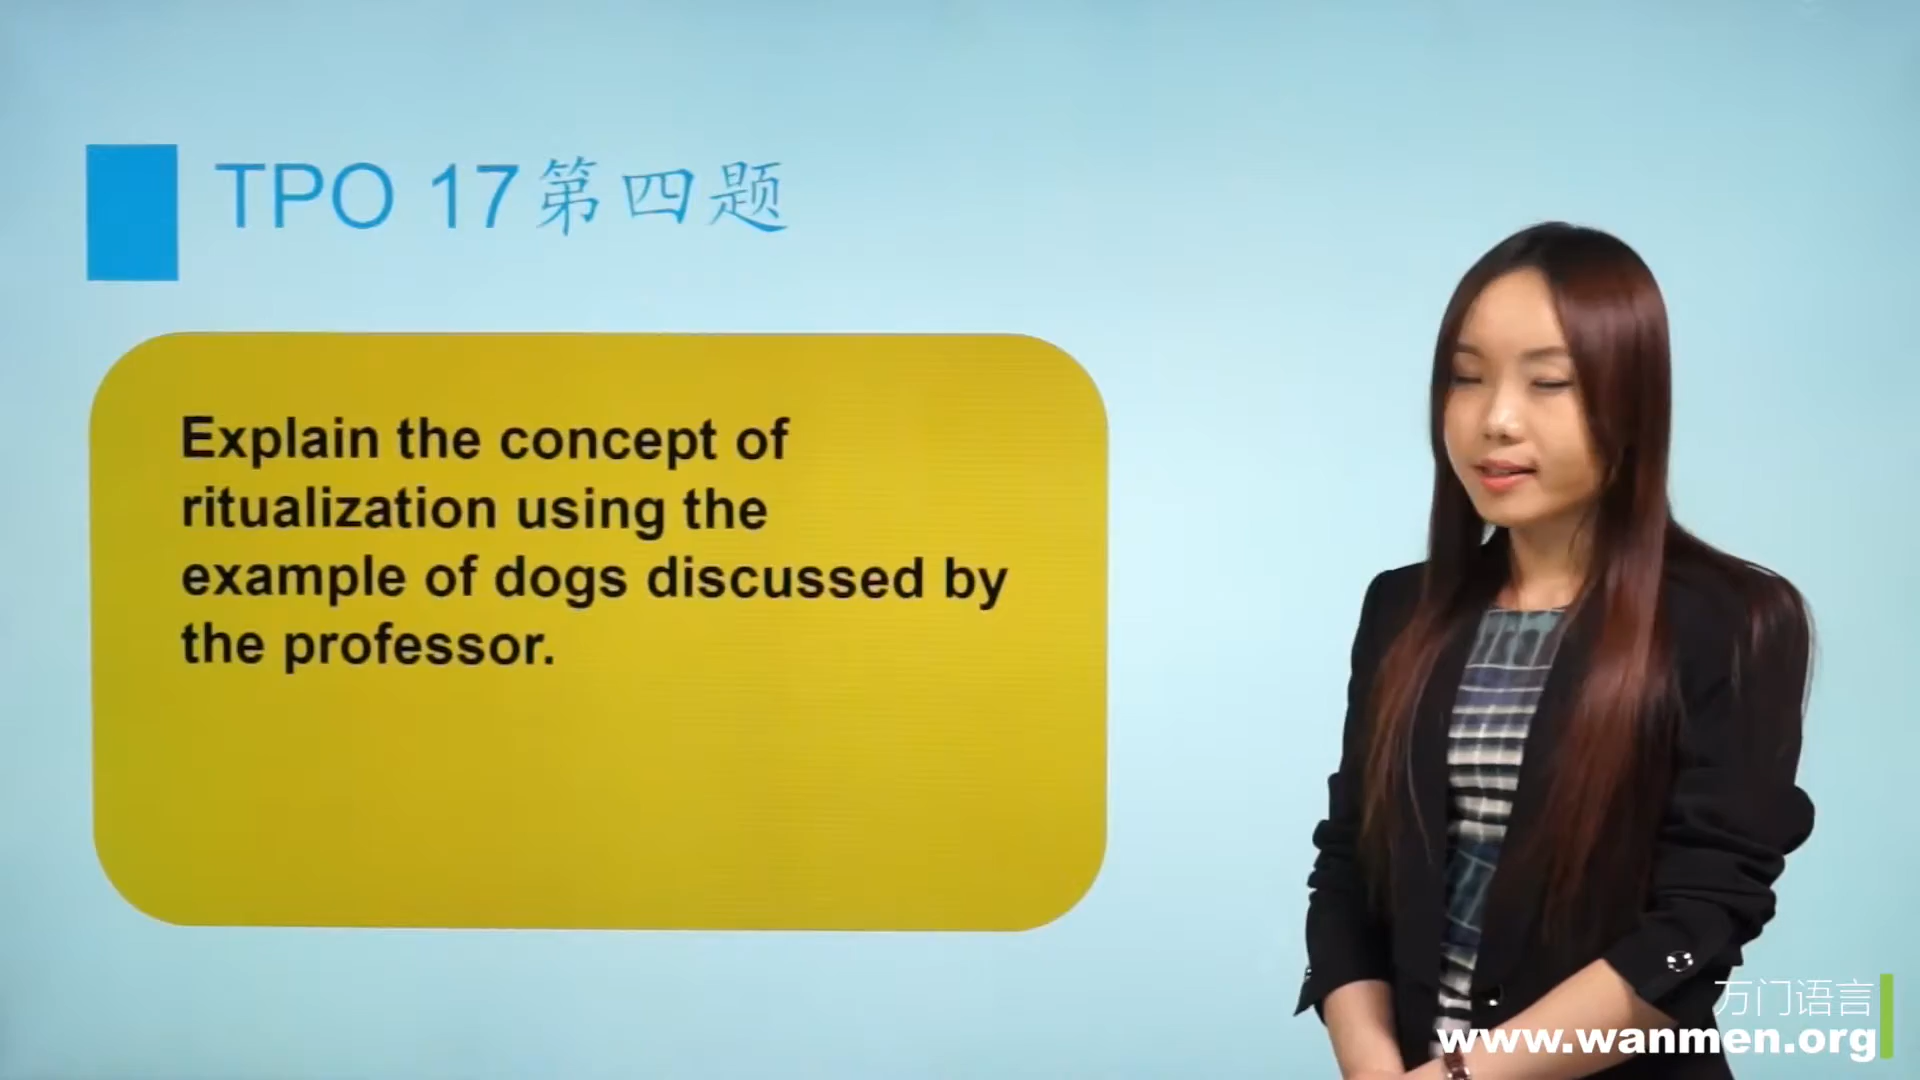 TPO 17第四题
Explain the concept of
ritualization using the
example of dogs discussed by
the professor.
万门语言
www.wanmen.org